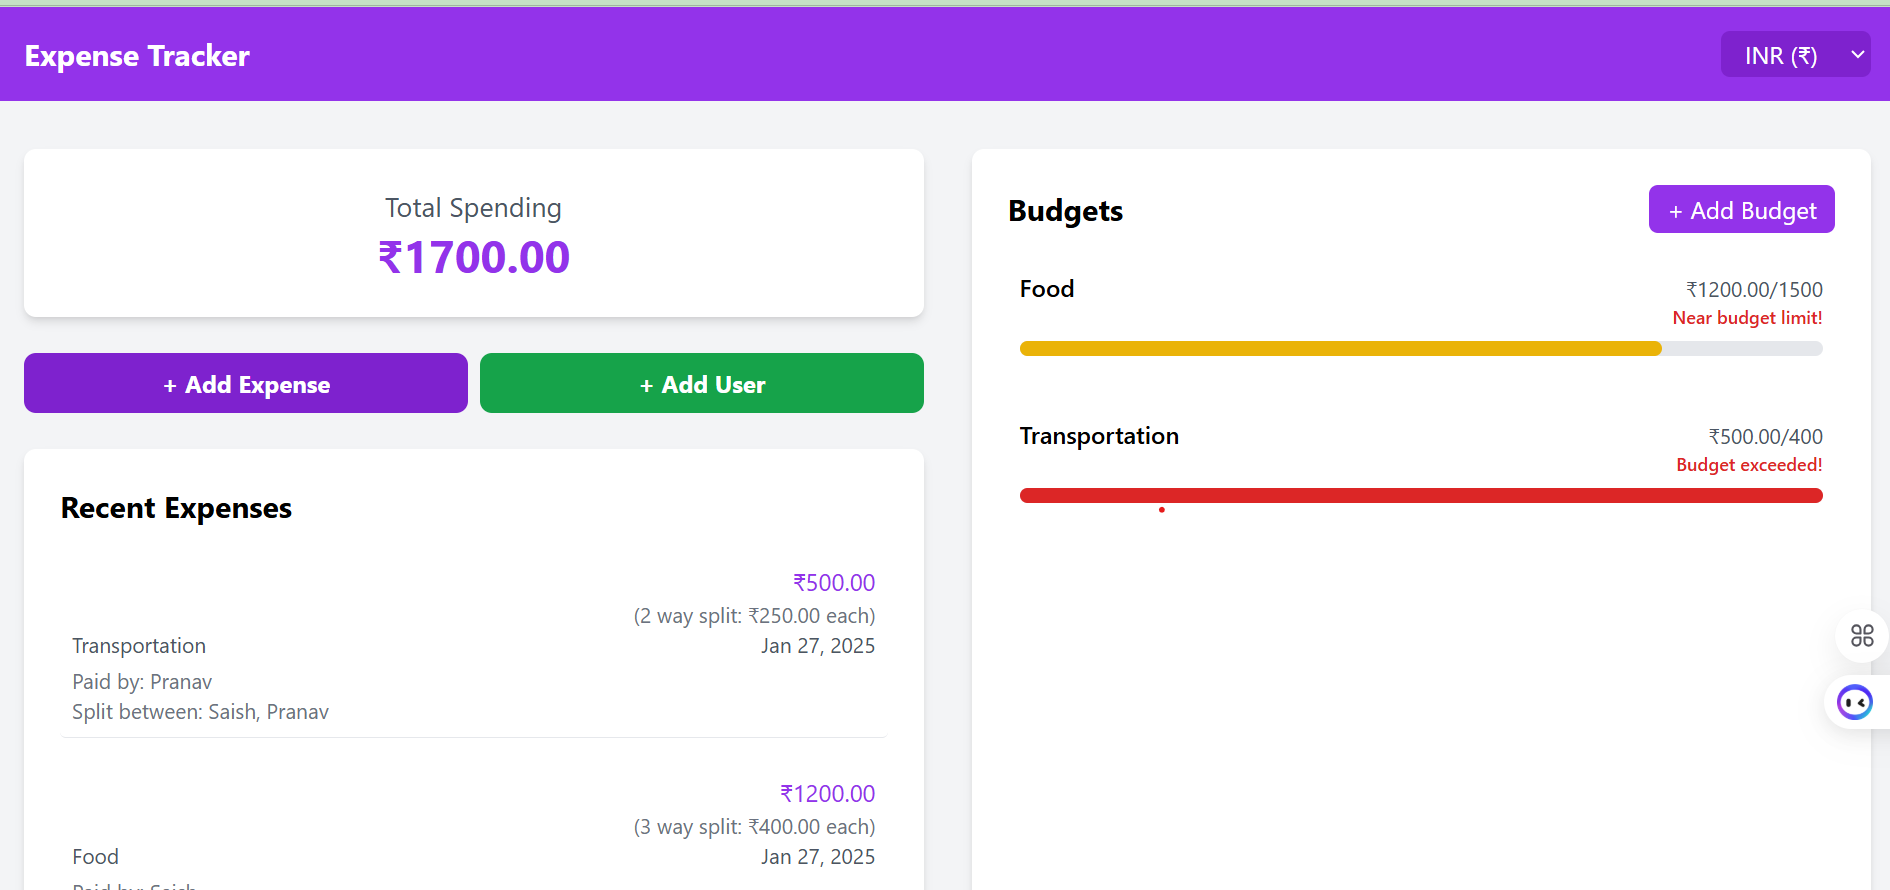 Expense Tracker
INR (₹)
Total Spending
₹1700.00
+ Add Expense
+ Add User
Recent Expenses
₹500.00
(2 way split: ₹250.00 each)
Transportation
Jan 27, 2025
Paid by: Pranav
Split between: Saish, Pranav
₹1200.00
(3 way split: ₹400.00 each)
Food
Jan 27, 2025
Paid by: Saish
Budgets
+ Add Budget
Food
₹1200.00/1500
Near budget limit!
Transportation
₹500.00/400
Budget exceeded!